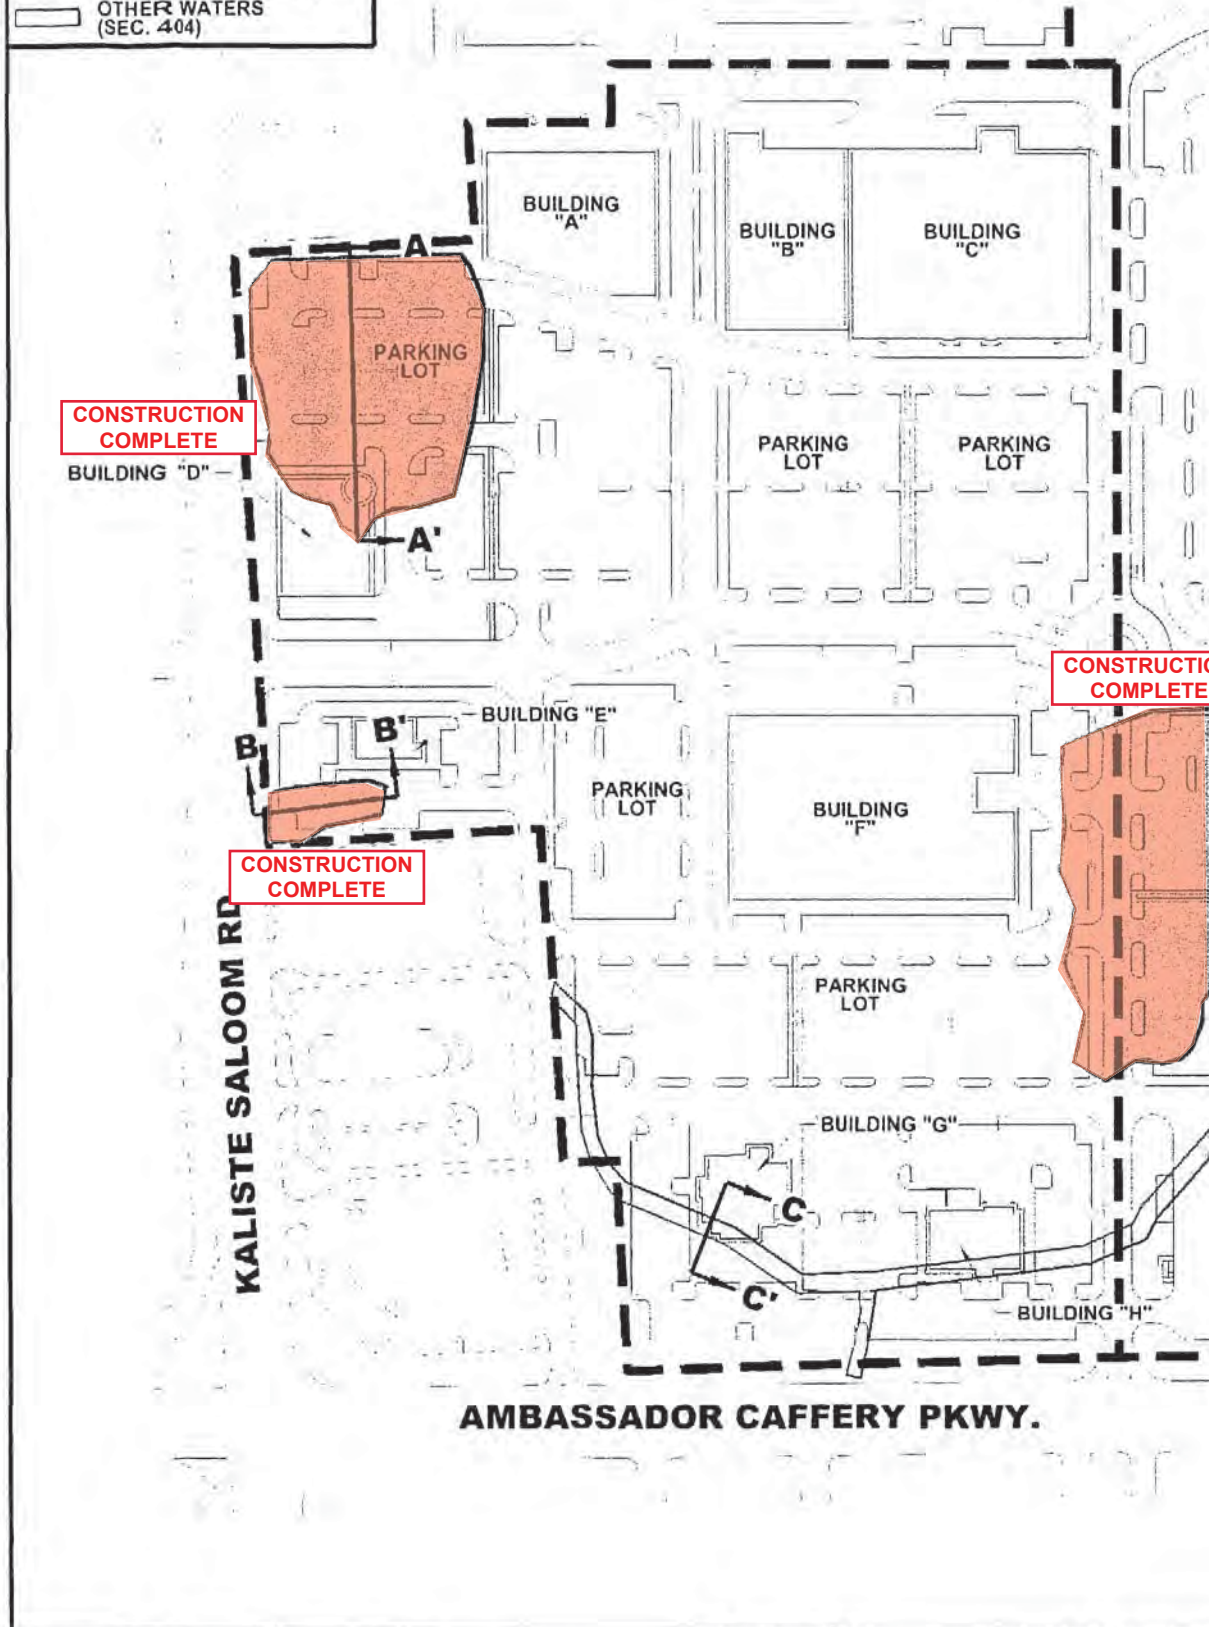 OTHER WATERS
(SEC. 404)
BUILDING
"A"
BUILDING
"B"
BUILDING
"C"
A
PARKING
LOT
CONSTRUCTION
COMPLETE
BUILDING "D"
PARKING
LOT
PARKING
LOT
A'
CONSTRUCTIO
COMPLETE
BUILDING "E"
B
B'
PARKING
LOT
BUILDING
"F"
CONSTRUCTION
COMPLETE
KALISTE SALOOM RD
PARKING
LOT
BUILDING "G"
C
C'
BUILDING "H"
AMBASSADOR CAFFERY PKWY.